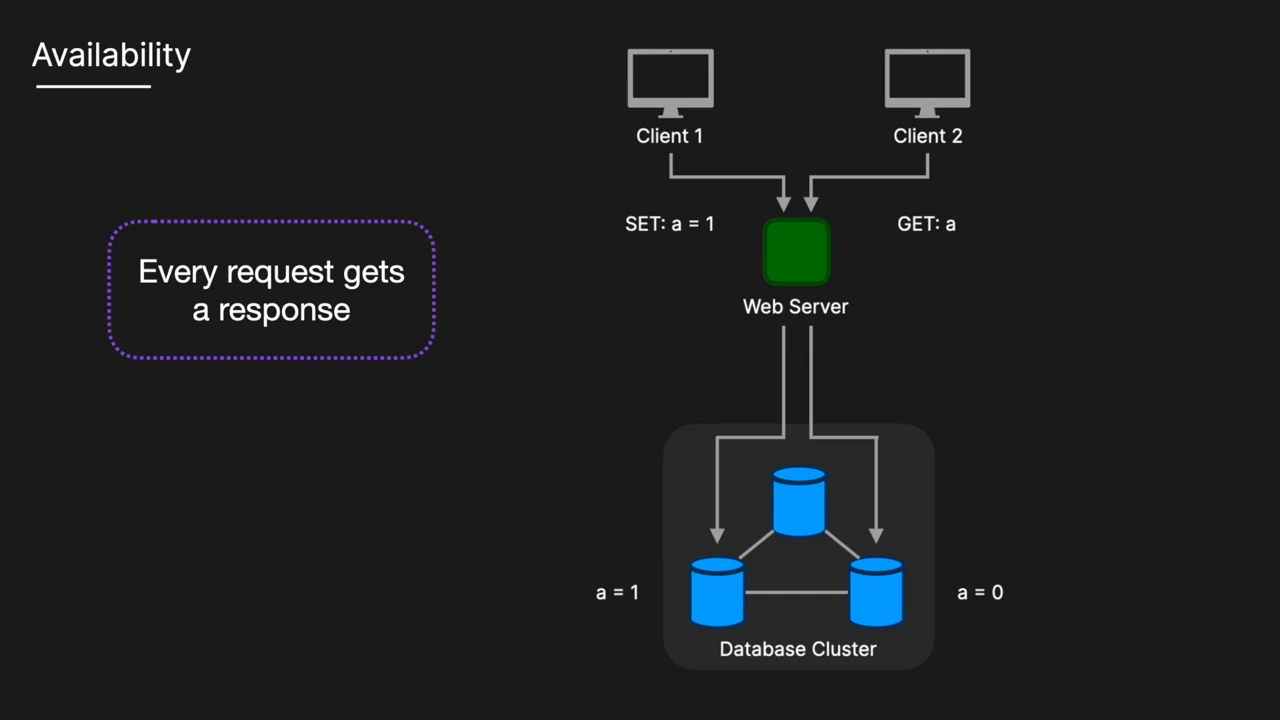 Availability
Client 1
Client 2
SET: a = 1
GET: a
Every request gets
a response
Web Server
a = 1
a = 0
Database Cluster